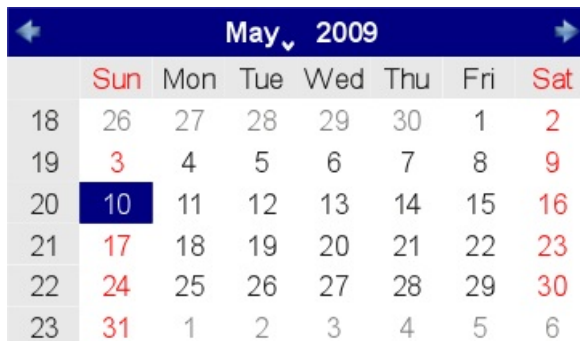 May 2009
Sun Mon Tue Wed Thu Fri Sat
18 26 27 28 29 30 1 2
19 3 4 5 6 7 8 9
20 10 11 12 13 14 15 16
21 17 18 19 20 21 22 23
22 24 25 26 27 28 29 30
23 31 1 2 3 4 5 6